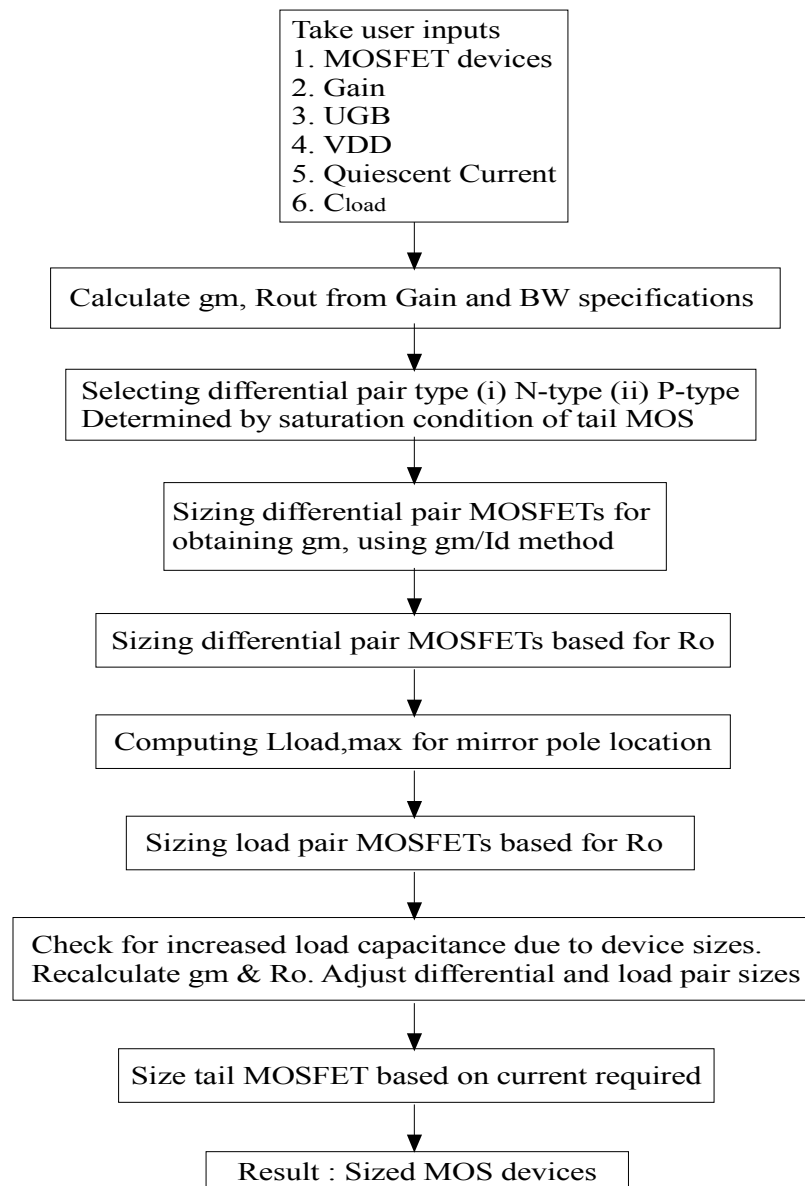 Take user inputs
1. MOSFET devices
2. Gain
3. UGB
4. VDD
5. Quiescent Current
6. Cload
Calculate gm, Rout from Gain and BW specifications
Selecting differential pair type (i) N-type (ii) P-type
Determined by saturation condition of tail MOS
Sizing differential pair MOSFETs for
obtaining gm, using gm/Id method
Sizing differential pair MOSFETs based for Ro
Computing Lload,max for mirror pole location
Sizing load pair MOSFETs based for Ro
Check for increased load capacitance due to device sizes.
Recalculate gm & Ro. Adjust differential and load pair sizes
Size tail MOSFET based on current required
Result : Sized MOS devices